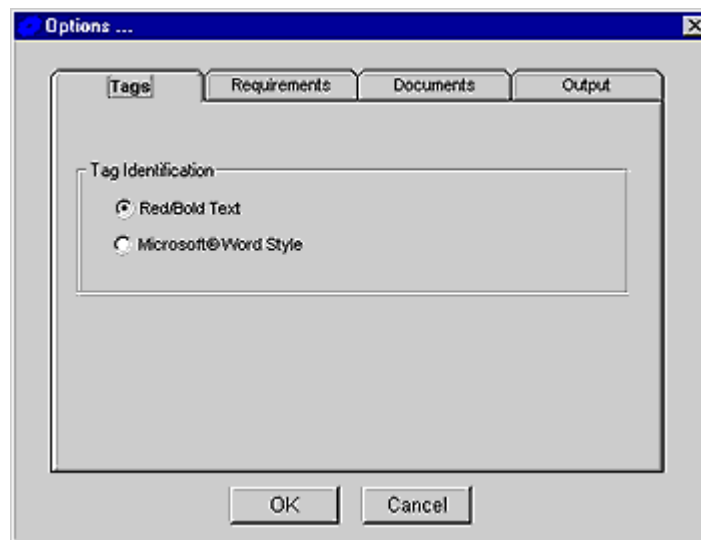 Options ...
Tags Requirements Documents Output
Tag Identification
Red/Bold Text
Microsoft®Word Style
OK Cancel